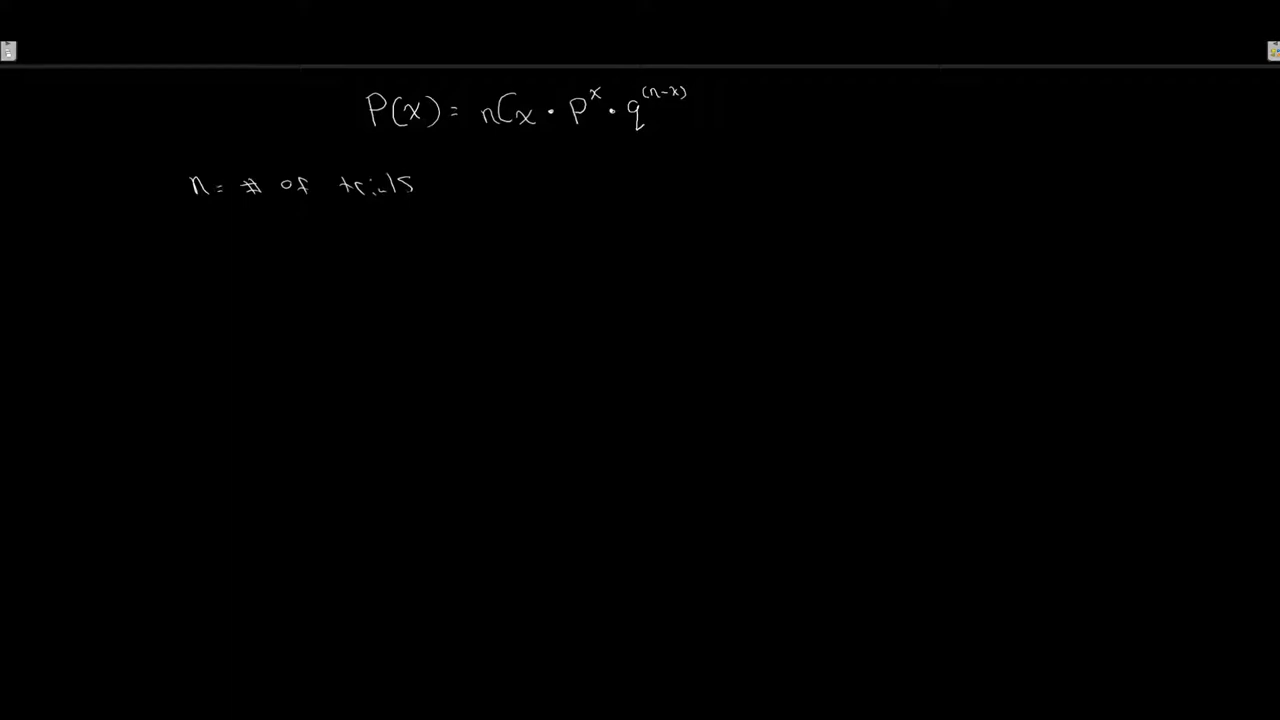 P(x) = nCx · p^x · q^(n-x)
n = # of trials